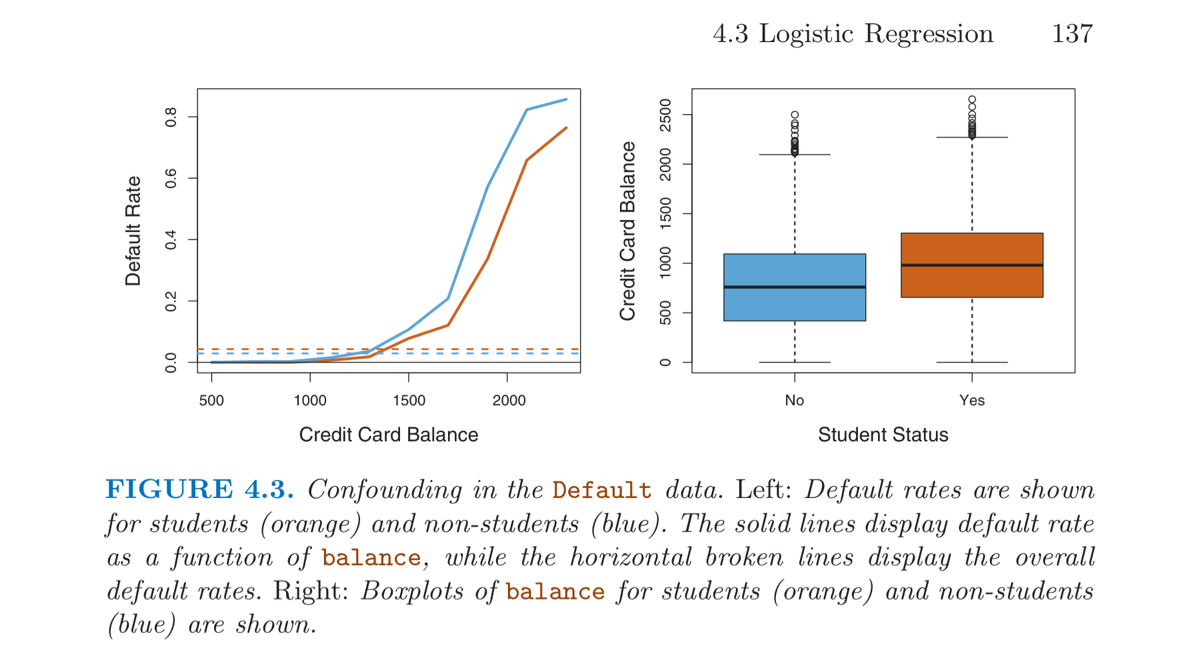 4.3 Logistic Regression 137
Default Rate
0.8
0.6
0.4
0.2
0.0
500 1000 1500 2000
Credit Card Balance
Credit Card Balance
2500
2000
1500
1000
500
0
No Yes
Student Status
FIGURE 4.3. Confounding in the Default data. Left: Default rates are shown
for students (orange) and non-students (blue). The solid lines display default rate
as a function of balance, while the horizontal broken lines display the overall
default rates. Right: Boxplots of balance for students (orange) and non-students
(blue) are shown.